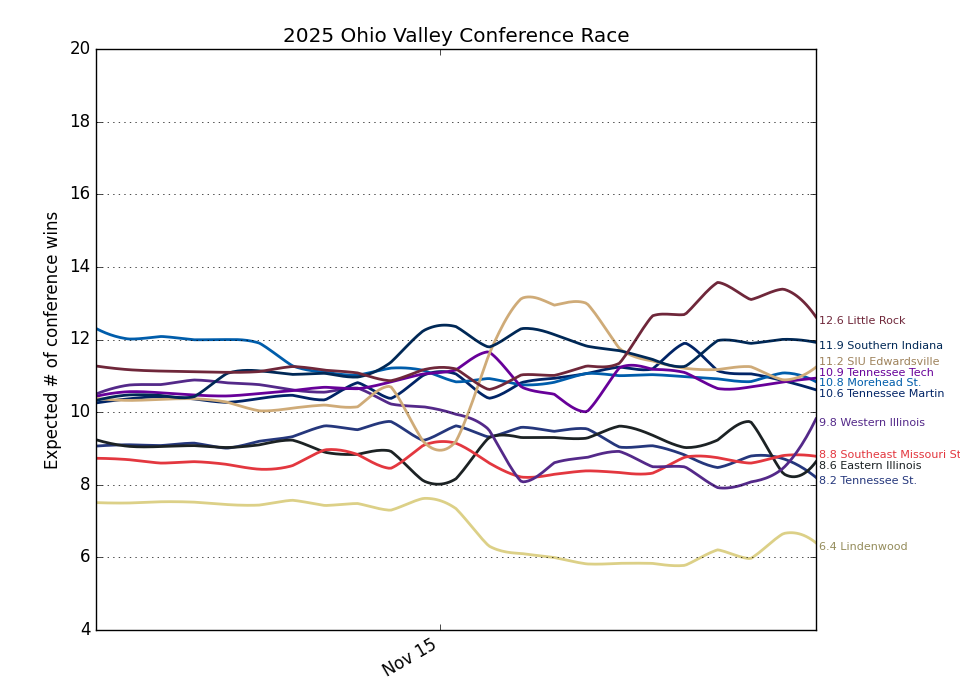 2025 Ohio Valley Conference Race
Expected # of conference wins
20
18
16
14
12
10
8
6
4
Nov 15
12.6 Little Rock
11.9 Southern Indiana
11.2 SIU Edwardsville
10.9 Tennessee Tech
10.8 Morehead St.
10.6 Tennessee Martin
9.8 Western Illinois
8.8 Southeast Missouri St
8.6 Eastern Illinois
8.2 Tennessee St.
6.4 Lindenwood